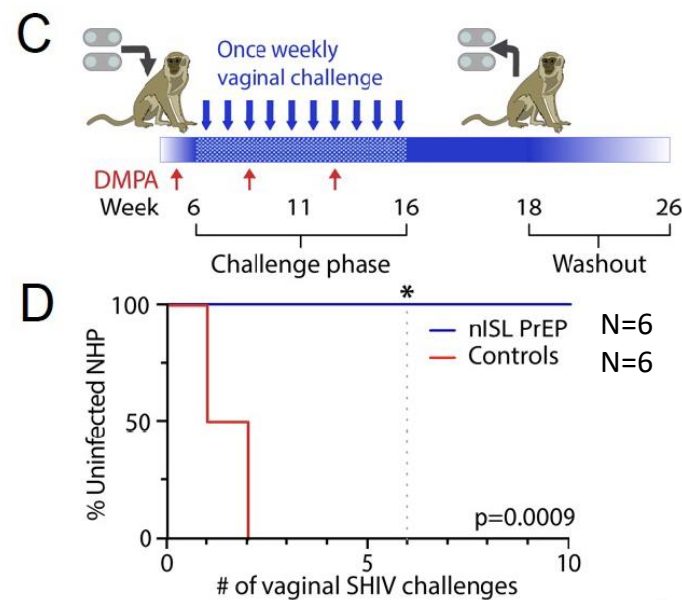 C
Once weekly
vaginal challenge
DMPA
Week 6 11 16 18 26
Challenge phase Washout
D
*
100
50
0
% Uninfected NHP
nISL PrEP N=6
Controls N=6
p=0.0009
0 5 10
# of vaginal SHIV challenges